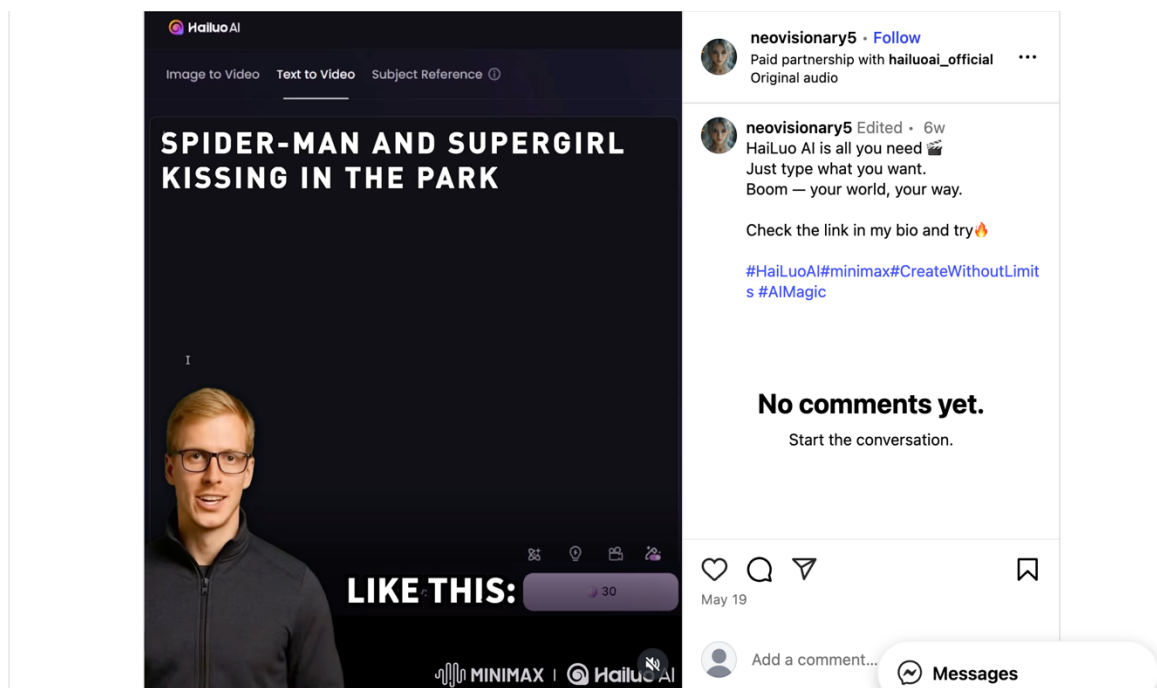 Hailuo AI
Image to Video Text to Video Subject Reference
SPIDER-MAN AND SUPERGIRL
KISSING IN THE PARK
LIKE THIS:
30
MINIMAX | Hailuo AI
neovisionary5 • Follow
Paid partnership with hailuoai_official
Original audio
neovisionary5 Edited • 6w
HaiLuo AI is all you need 🎬
Just type what you want.
Boom — your world, your way.
Check the link in my bio and try🔥
#HaiLuoAI#minimax#CreateWithoutLimit
s #AIMagic
No comments yet.
Start the conversation.
May 19
Add a comment...
Messages